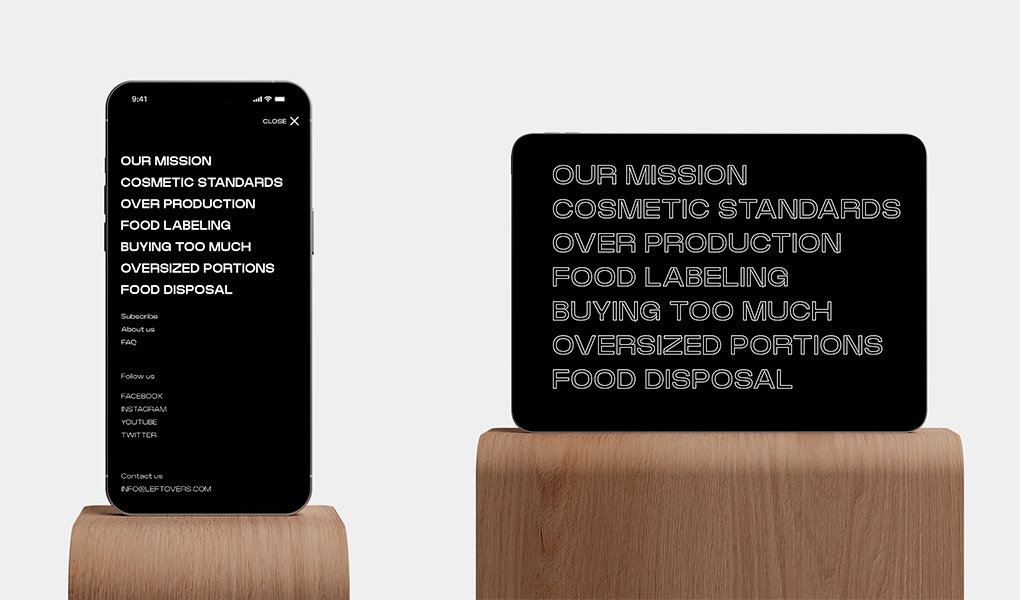 9:41
CLOSE
OUR MISSION
COSMETIC STANDARDS
OVER PRODUCTION
FOOD LABELING
BUYING TOO MUCH
OVERSIZED PORTIONS
FOOD DISPOSAL
Subscribe
About us
FAQ
Follow us
FACEBOOK
INSTAGRAM
YOUTUBE
TWITTER
Contact us
INFO@LEFTOVERS.COM
OUR MISSION
COSMETIC STANDARDS
OVER PRODUCTION
FOOD LABELING
BUYING TOO MUCH
OVERSIZED PORTIONS
FOOD DISPOSAL